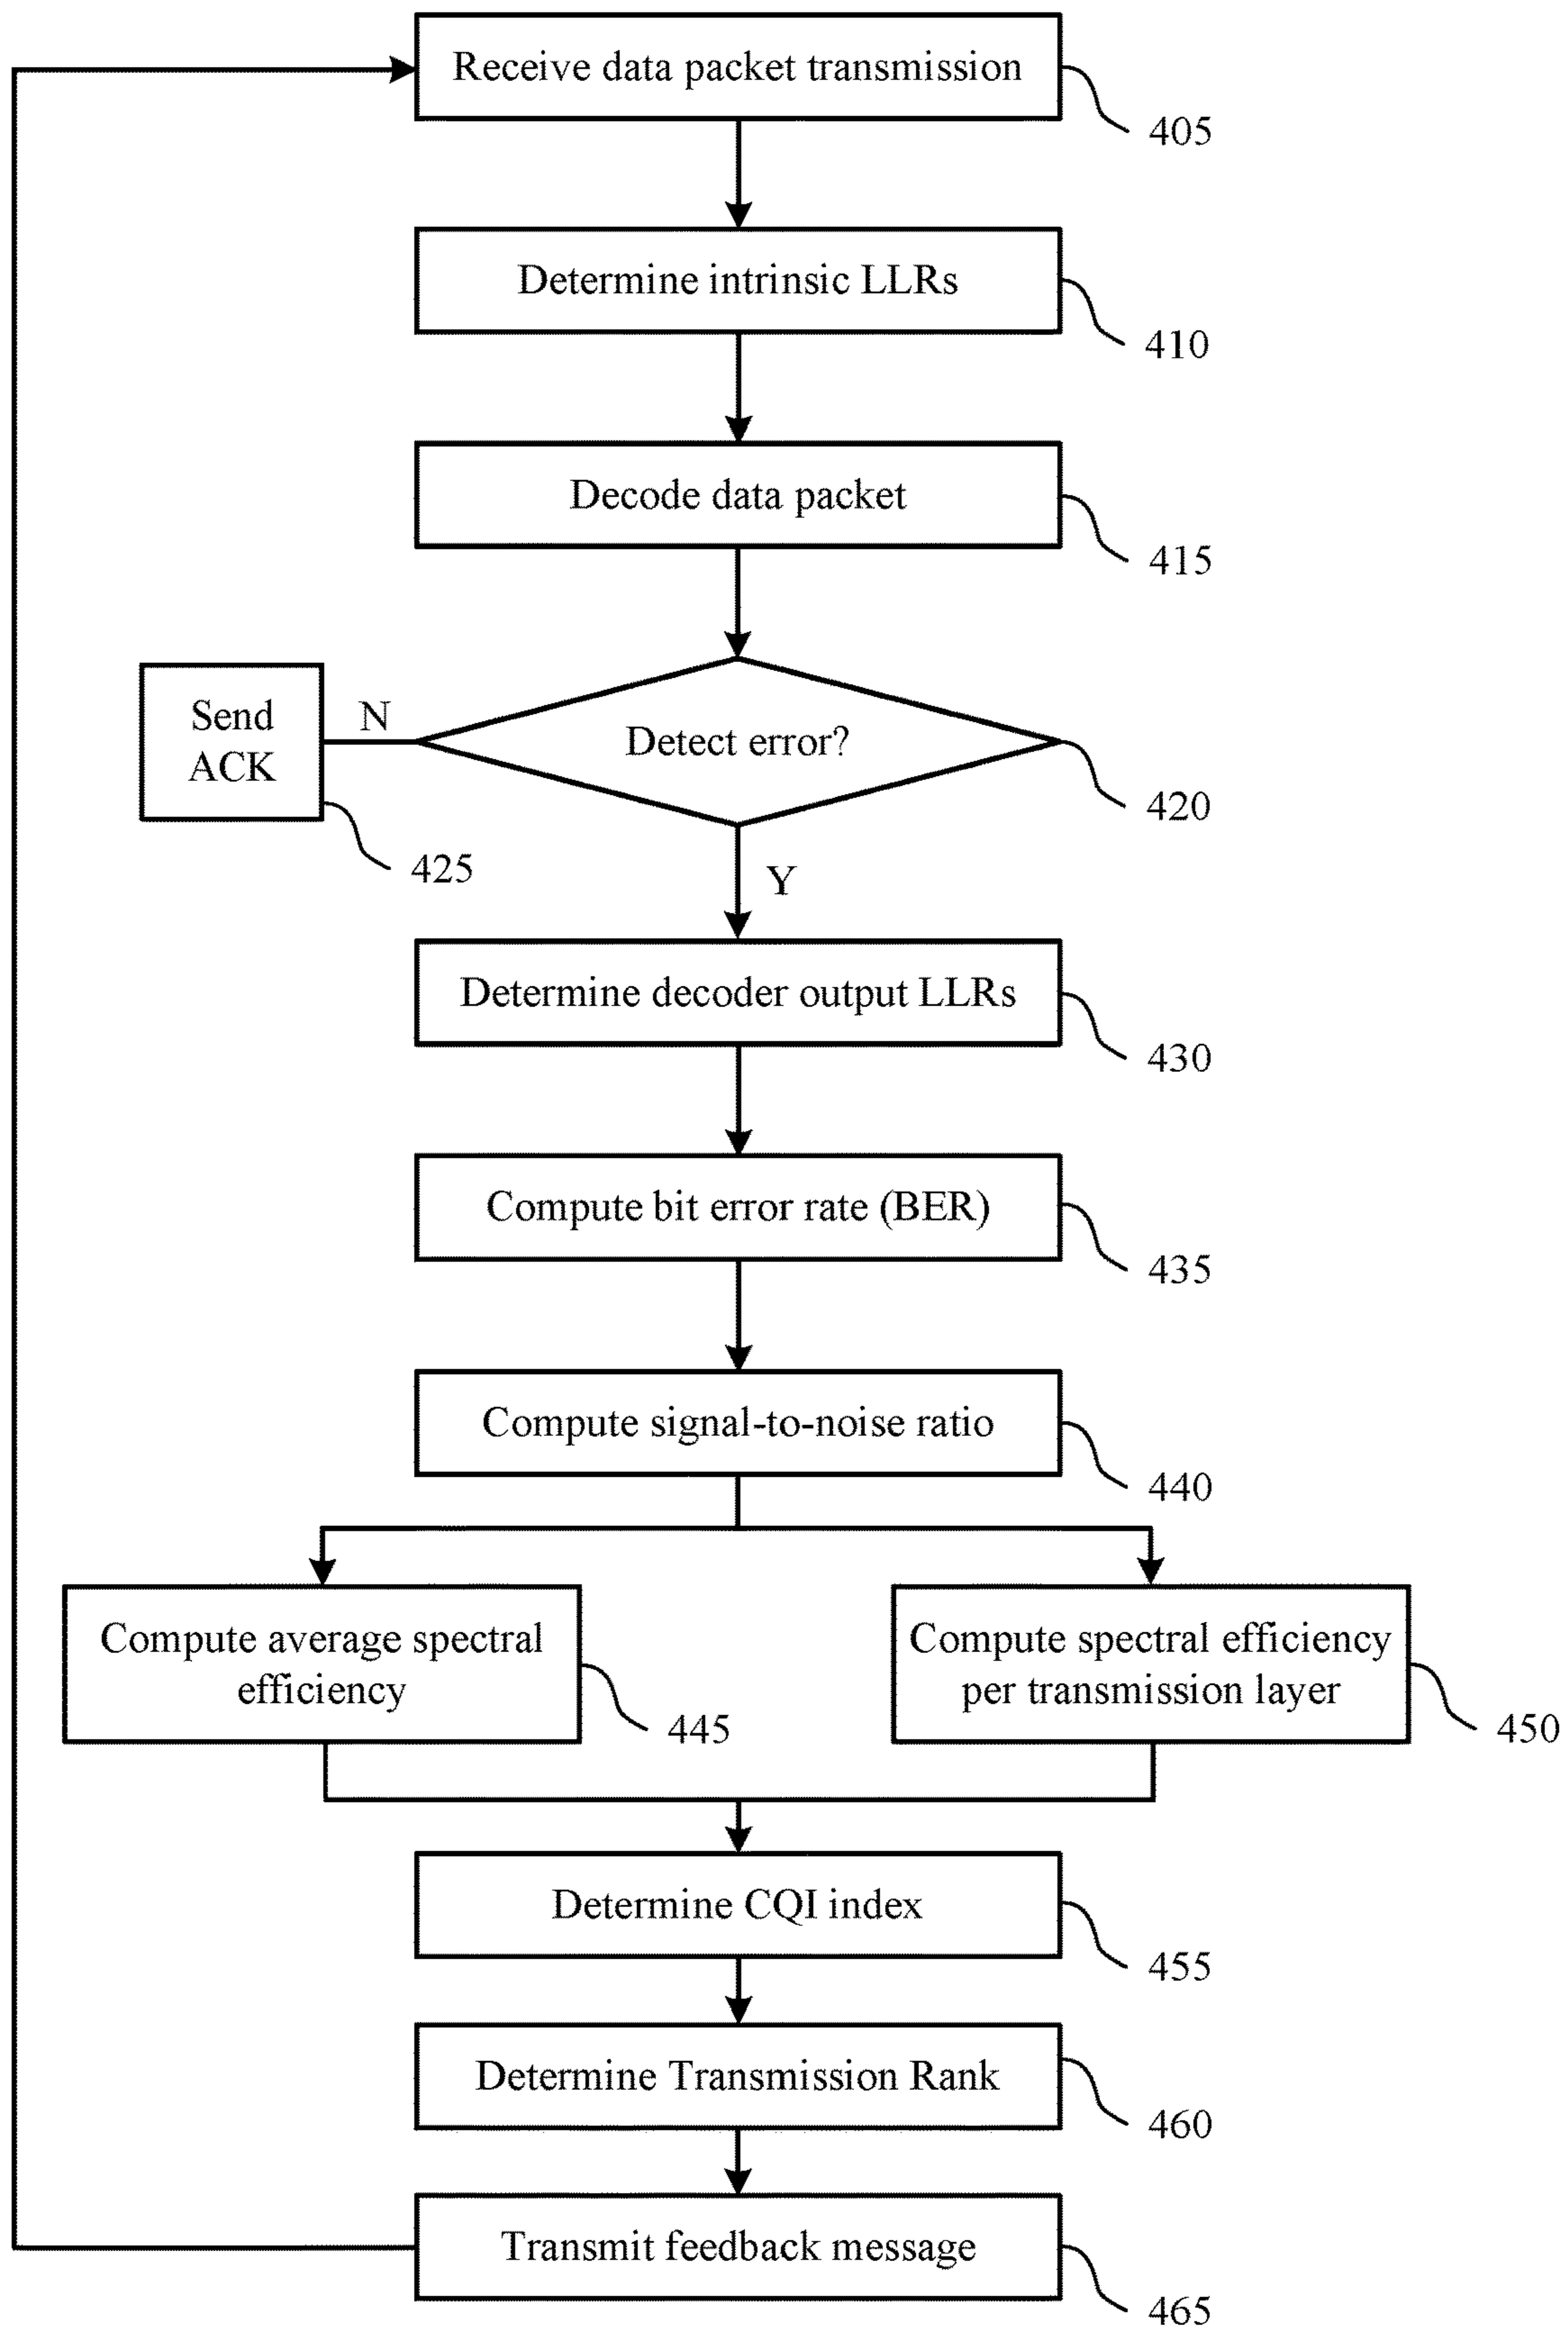 Receive data packet transmission
405
Determine intrinsic LLRs
410
Decode data packet
415
Send
ACK
N
Detect error?
420
425
Y
Determine decoder output LLRs
430
Compute bit error rate (BER)
435
Compute signal-to-noise ratio
440
Compute average spectral
efficiency
445
Compute spectral efficiency
per transmission layer
450
Determine CQI index
455
Determine Transmission Rank
460
Transmit feedback message
465